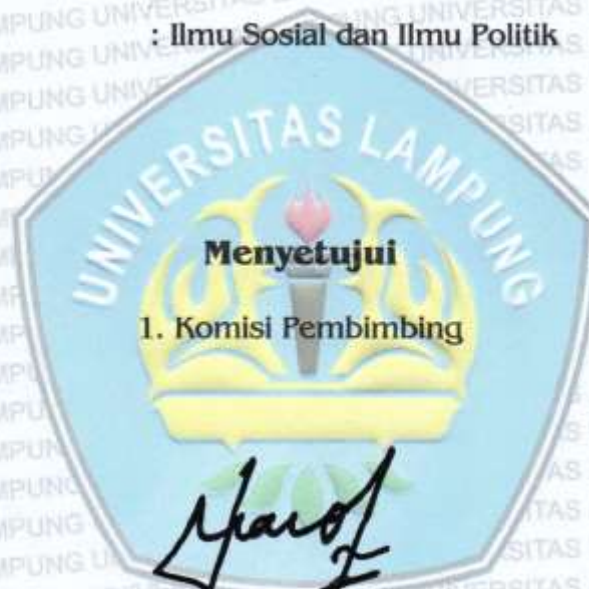 : Ilmu Sosial dan Ilmu Politik
UNIVERSITAS LAMPUNG
Menyetujui
1. Komisi Pembimbing